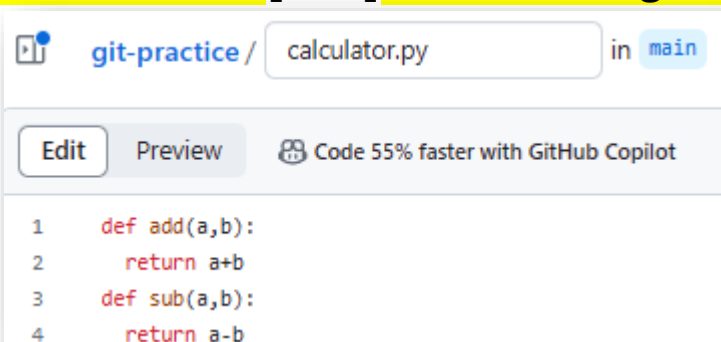 git-practice / calculator.py in main
Edit Preview Code 55% faster with GitHub Copilot
1 def add(a,b):
2 return a+b
3 def sub(a,b):
4 return a-b